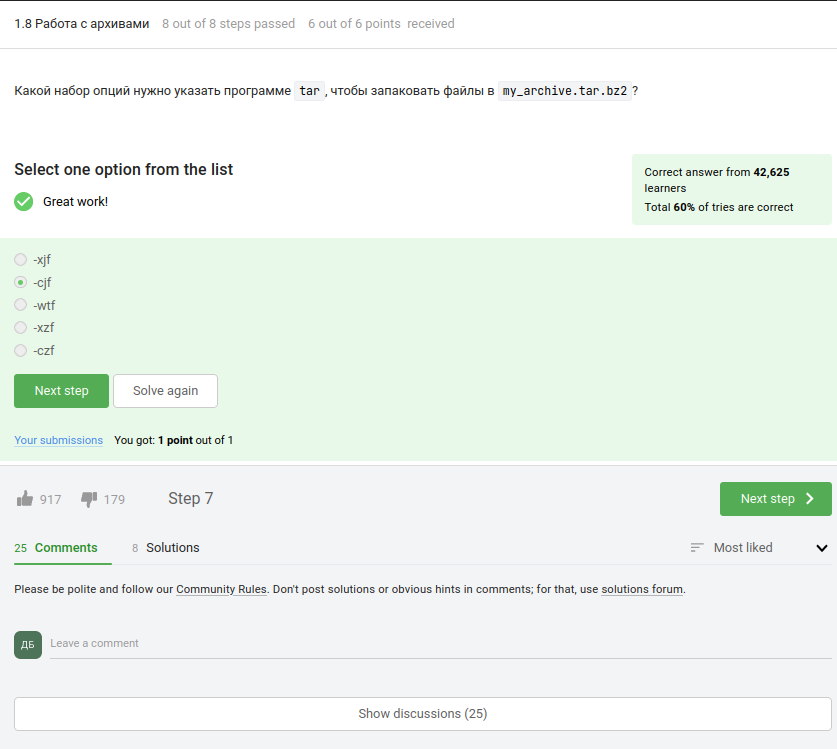 1.8 Работа с архивами 8 out of 8 steps passed 6 out of 6 points received
Какой набор опций нужно указать программе tar, чтобы запаковать файлы в my_archive.tar.bz2?
Select one option from the list
Great work!
Correct answer from 42,625
learners
Total 60% of tries are correct
-xjf
-cjf
-wtf
-xzf
-czf
Next step Solve again
Your submissions You got: 1 point out of 1
917 179 Step 7 Next step
25 Comments 8 Solutions Most liked
Please be polite and follow our Community Rules. Don't post solutions or obvious hints in comments; for that, use solutions forum.
ДБ Leave a comment
Show discussions (25)